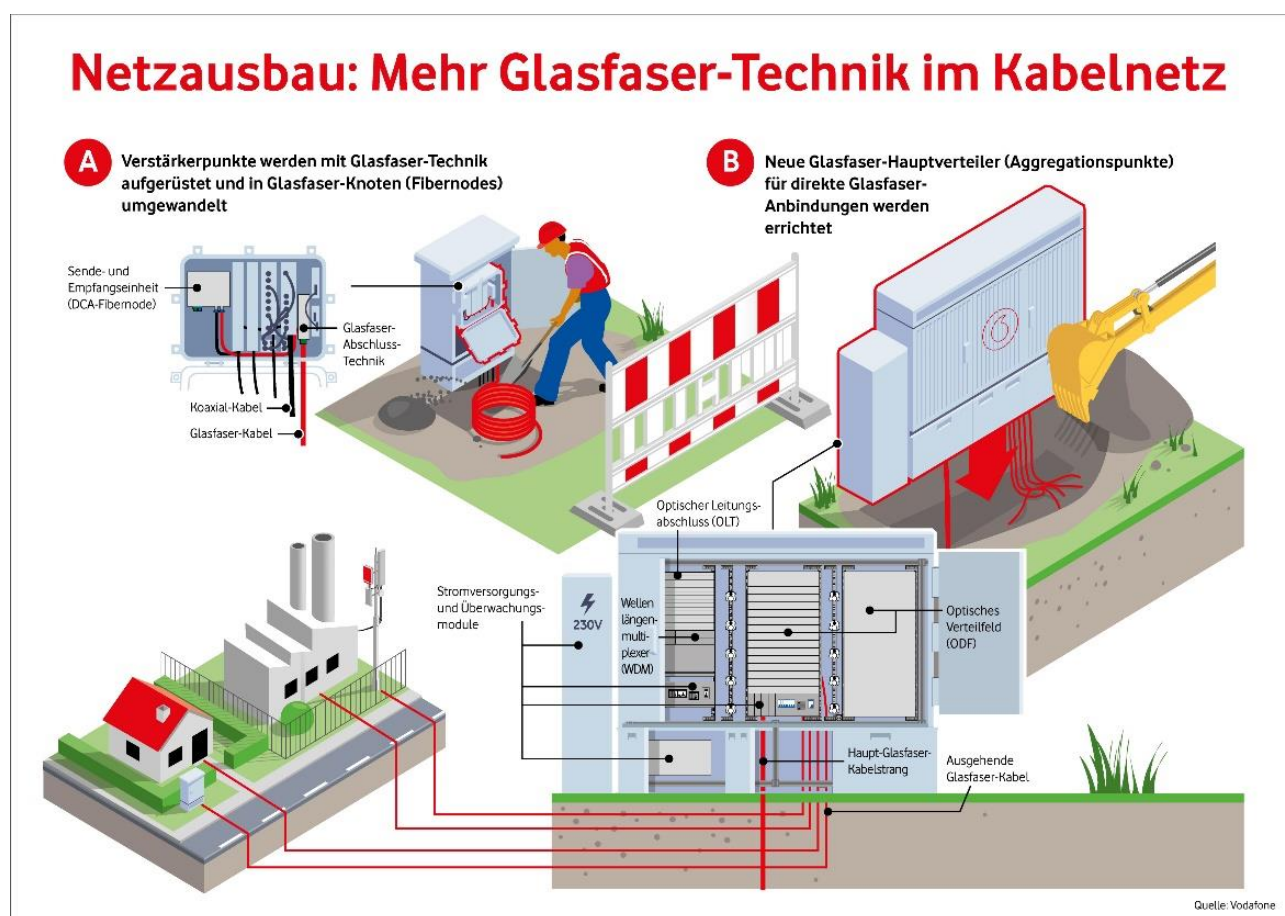 Netzausbau: Mehr Glasfaser-Technik im Kabelnetz
A
Verstärkerpunkte werden mit Glasfaser-Technik
aufgerüstet und in Glasfaser-Knoten (Fibernodes)
umgewandelt
Sende- und
Empfangseinheit
(DCA-Fibernode)
Glasfaser-
Abschluss-
Technik
Koaxial-Kabel
Glasfaser-Kabel
B
Neue Glasfaser-Hauptverteiler (Aggregationspunkte)
für direkte Glasfaser-
Anbindungen werden
errichtet
Optischer Leitungs-
abschluss (OLT)
Stromversorgungs-
und Überwachungs-
module
230V
Wellen
längen-
multi-
plexer
(WDM)
Optisches
Verteilfeld
(ODF)
Haupt-Glasfaser-
Kabelstrang
Ausgehende
Glasfaser-Kabel
Quelle: Vodafone